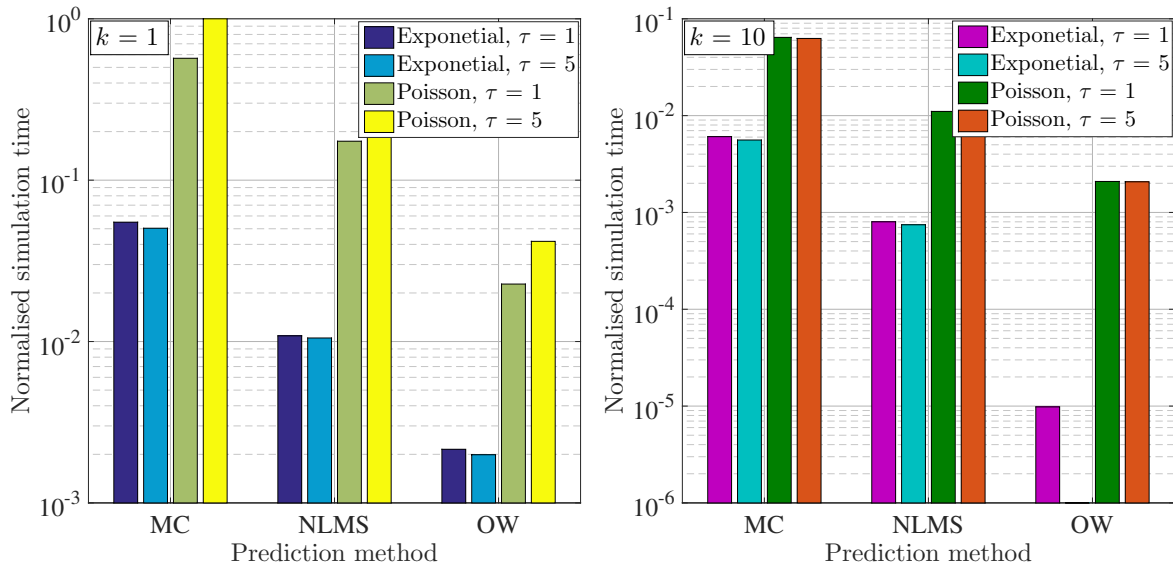 k = 1
Exponetial, τ = 1
Exponetial, τ = 5
Poisson, τ = 1
Poisson, τ = 5
10^0
10^-1
10^-2
10^-3
Normalised simulation time
MC NLMS OW
Prediction method
k = 10
Exponetial, τ = 1
Exponetial, τ = 5
Poisson, τ = 1
Poisson, τ = 5
10^-1
10^-2
10^-3
10^-4
10^-5
10^-6
Normalised simulation time
MC NLMS OW
Prediction method